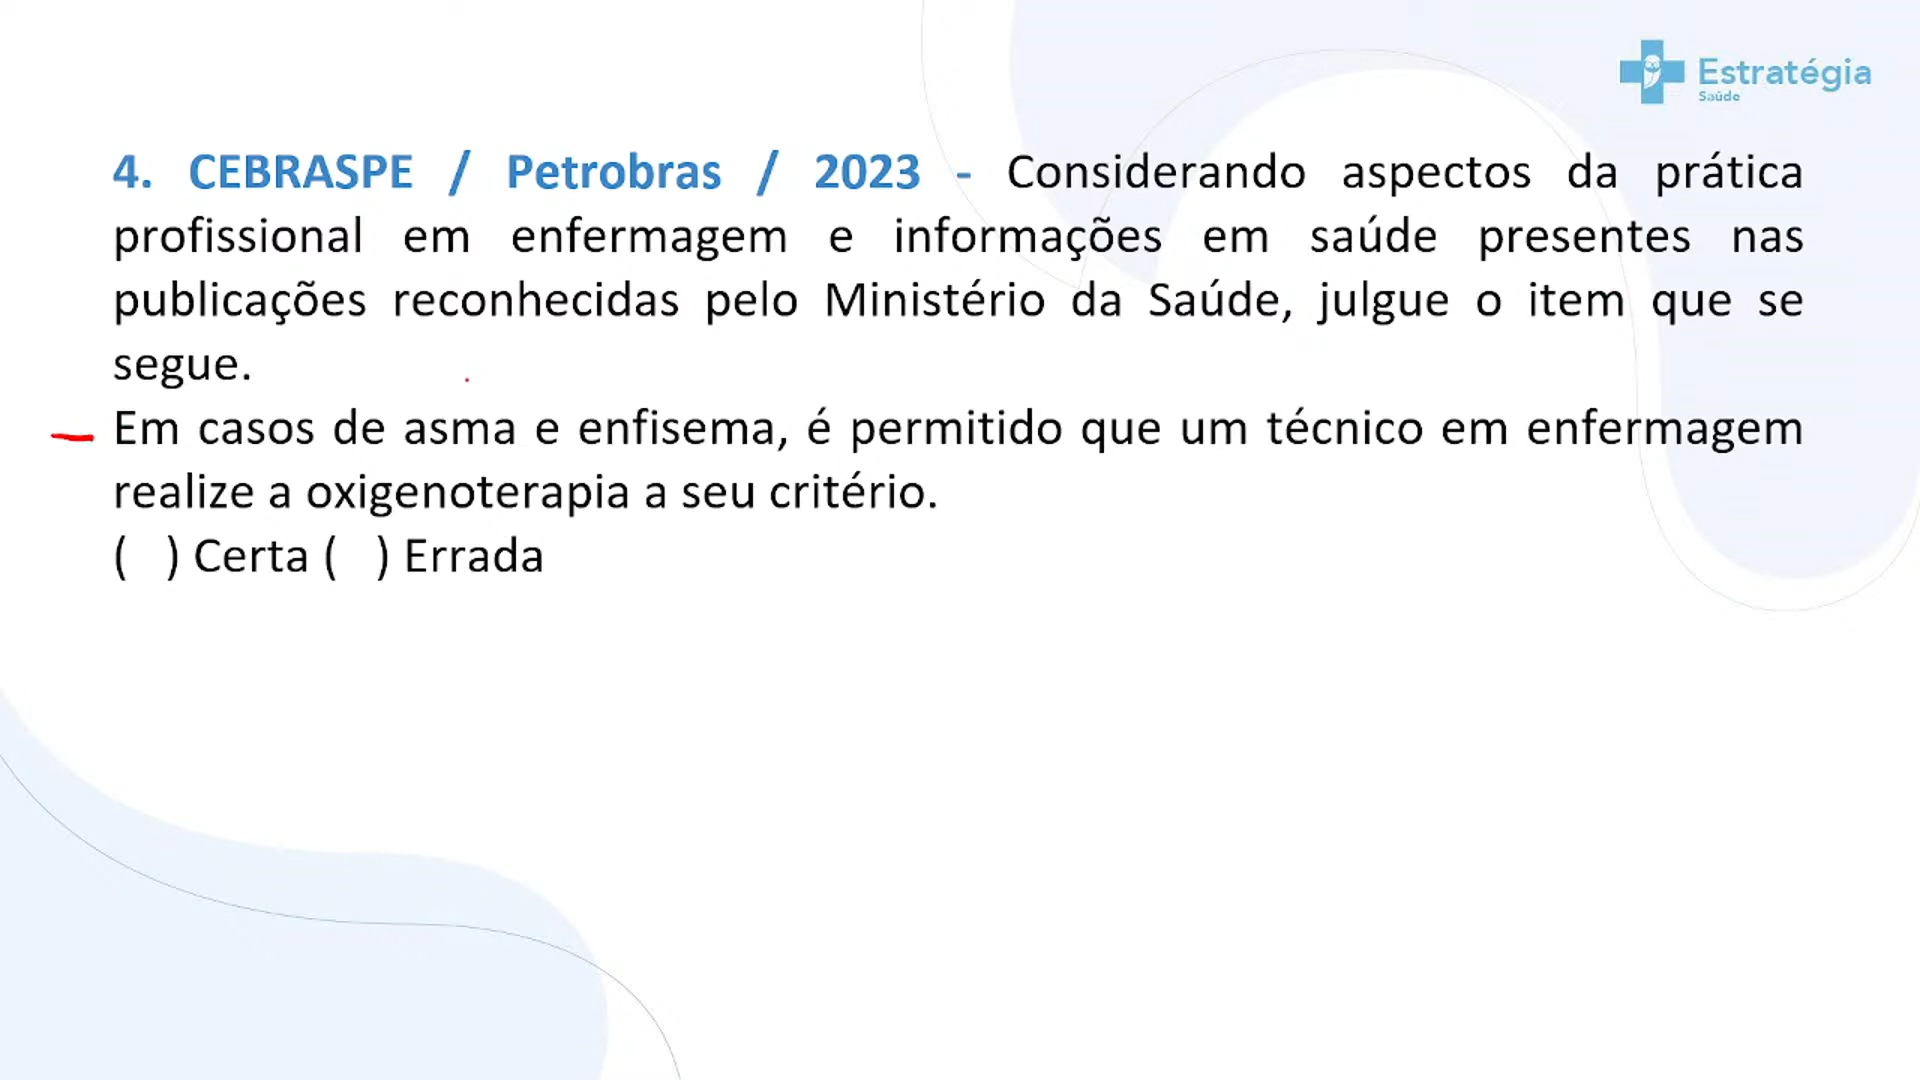 Estratégia
Saúde
4. CEBRASPE / Petrobras / 2023 - Considerando aspectos da prática
profissional em enfermagem e informações em saúde presentes nas
publicações reconhecidas pelo Ministério da Saúde, julgue o item que se
segue.
Em casos de asma e enfisema, é permitido que um técnico em enfermagem
realize a oxigenoterapia a seu critério.
( ) Certa ( ) Errada